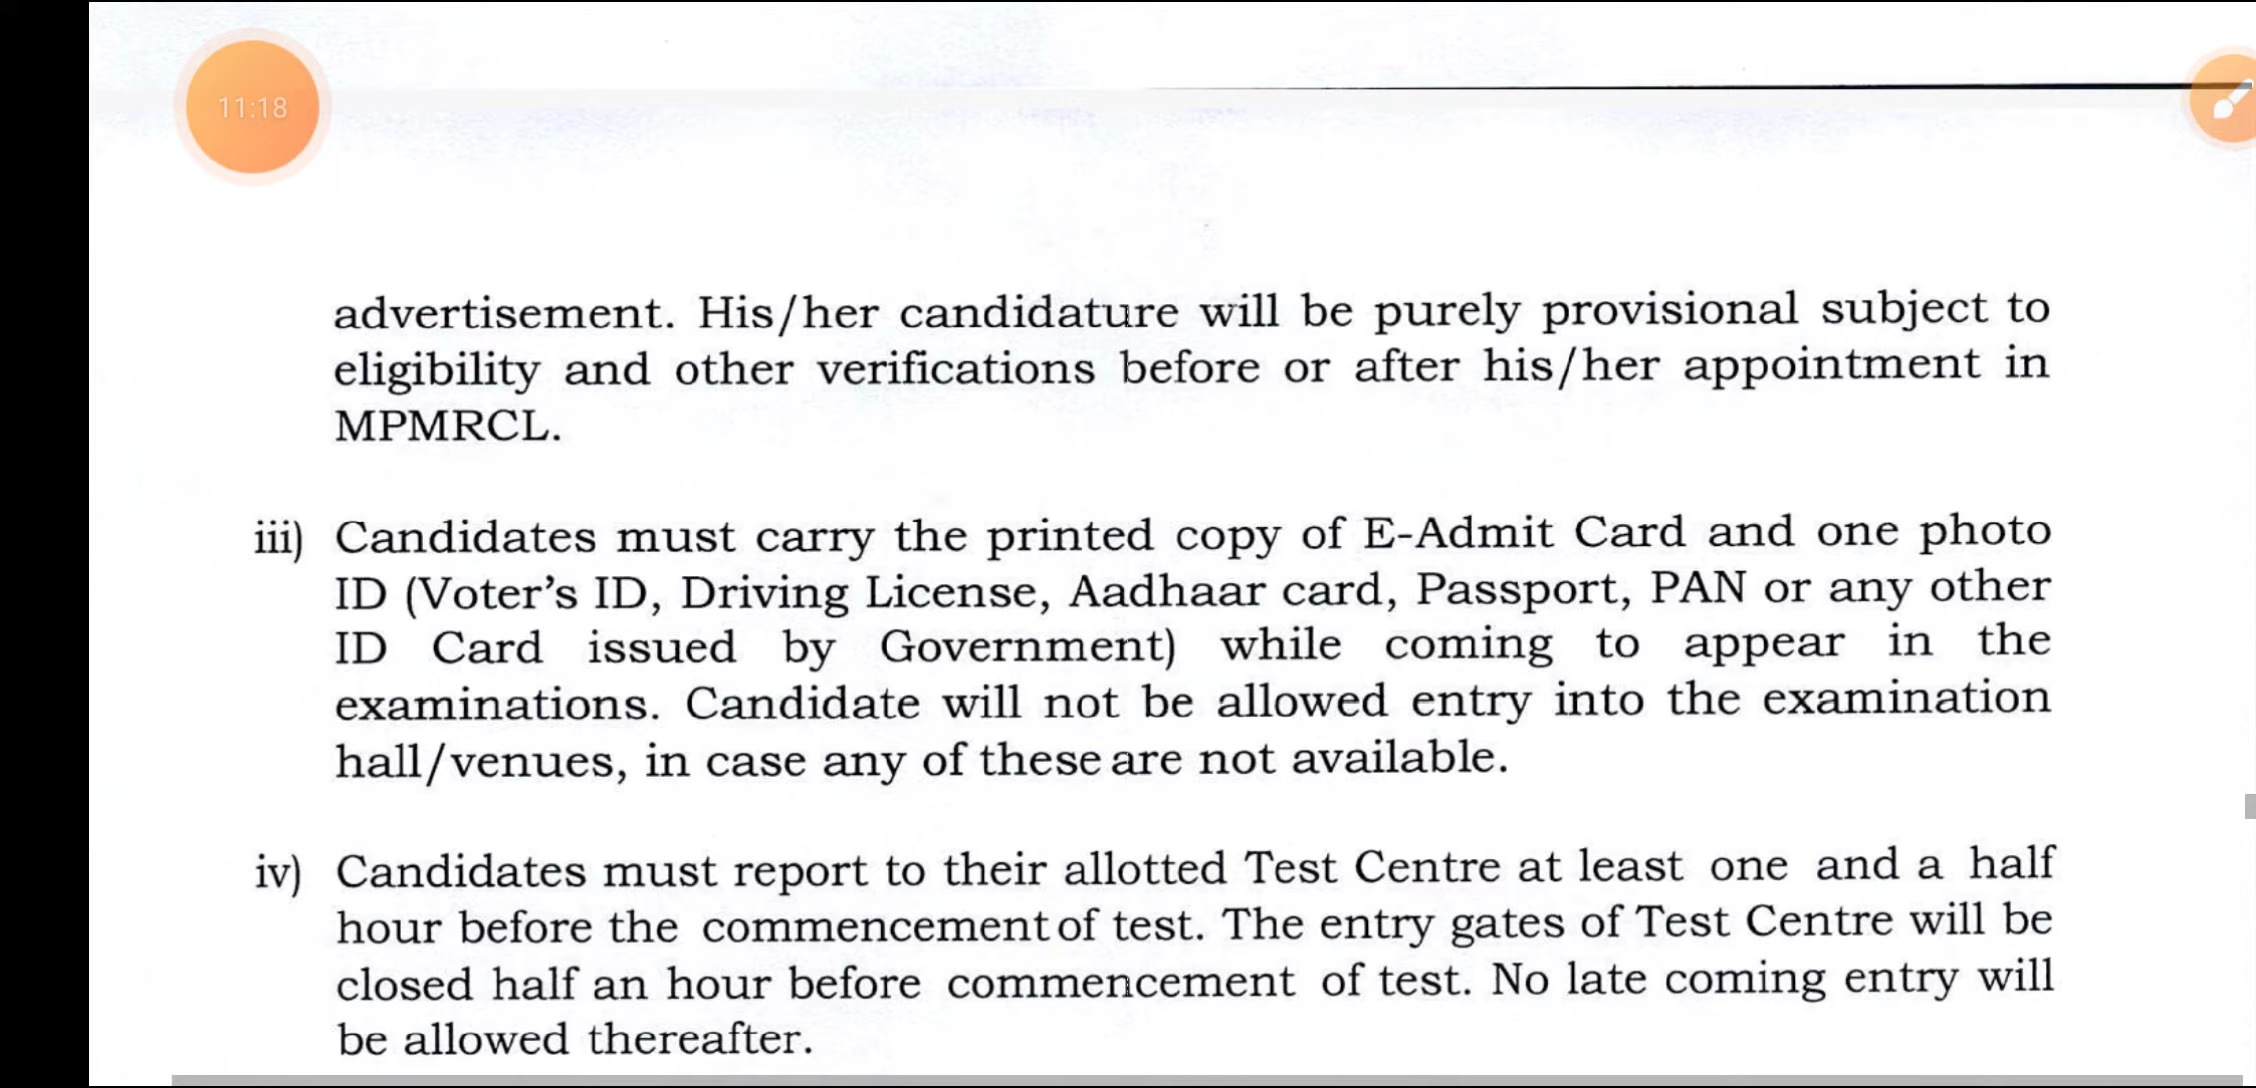 11:18
advertisement. His/her candidature will be purely provisional subject to
eligibility and other verifications before or after his/her appointment in
MPMRCL.
iii) Candidates must carry the printed copy of E-Admit Card and one photo
ID (Voter’s ID, Driving License, Aadhaar card, Passport, PAN or any other
ID Card issued by Government) while coming to appear in the
examinations. Candidate will not be allowed entry into the examination
hall/venues, in case any of these are not available.
iv) Candidates must report to their allotted Test Centre at least one and a half
hour before the commencement of test. The entry gates of Test Centre will be
closed half an hour before commencement of test. No late coming entry will
be allowed thereafter.